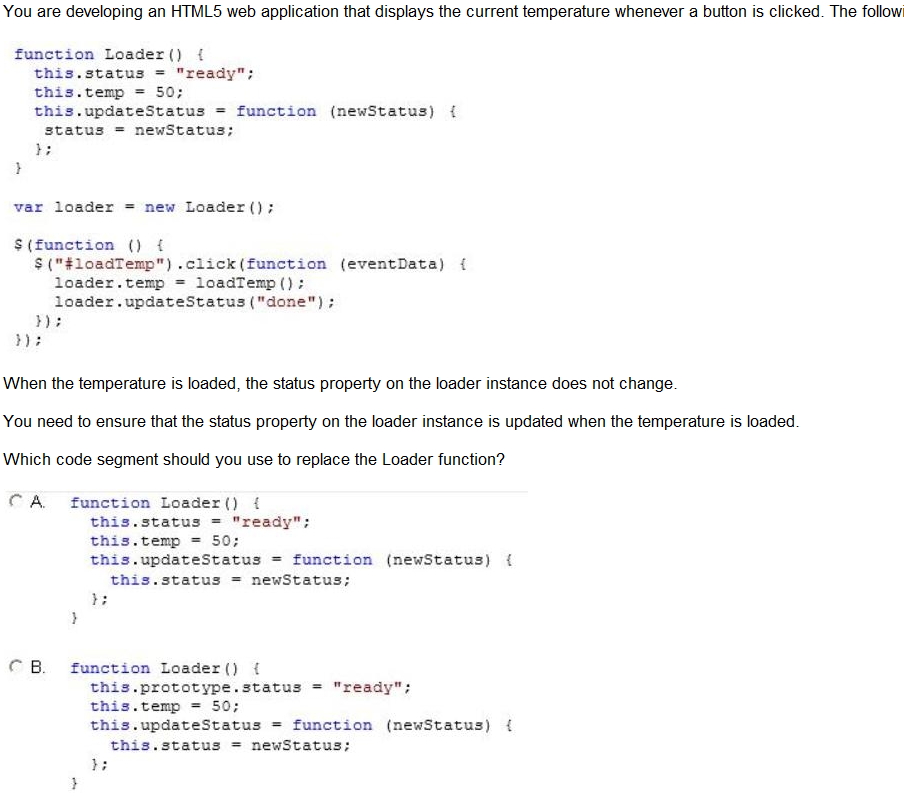 You are developing an HTML5 web application that displays the current temperature whenever a button is clicked. The followi
function Loader() {
this.status = "ready";
this.temp = 50;
this.updateStatus = function (newStatus) {
status = newStatus;
};
}
var loader = new Loader();
$(function () {
$("#loadTemp").click(function (eventData) {
loader.temp = loadTemp();
loader.updateStatus("done");
});
});
When the temperature is loaded, the status property on the loader instance does not change.
You need to ensure that the status property on the loader instance is updated when the temperature is loaded.
Which code segment should you use to replace the Loader function?
A. function Loader() {
this.status = "ready";
this.temp = 50;
this.updateStatus = function (newStatus) {
this.status = newStatus;
};
}
B. function Loader() {
this.prototype.status = "ready";
this.temp = 50;
this.updateStatus = function (newStatus) {
this.status = newStatus;
};
}